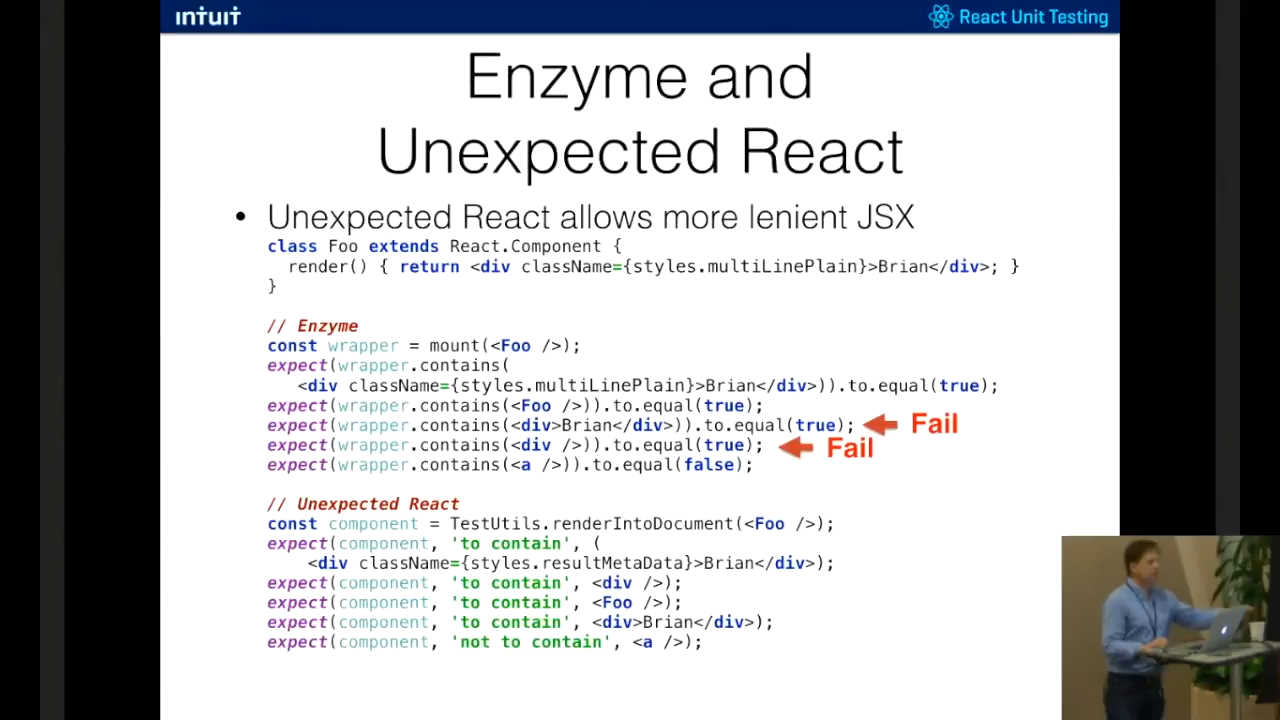 intuit
React Unit Testing
Enzyme and
Unexpected React
• Unexpected React allows more lenient JSX
class Foo extends React.Component {
render() { return <div className={styles.multiLinePlain}>Brian</div>; }
}
// Enzyme
const wrapper = mount(<Foo />);
expect(wrapper.contains(
<div className={styles.multiLinePlain}>Brian</div>)).to.equal(true);
expect(wrapper.contains(<Foo />)).to.equal(true);
expect(wrapper.contains(<div>Brian</div>)).to.equal(true); Fail
expect(wrapper.contains(<div />)).to.equal(true); Fail
expect(wrapper.contains(<a />)).to.equal(false);
// Unexpected React
const component = TestUtils.renderIntoDocument(<Foo />);
expect(component, 'to contain', (
<div className={styles.resultMetaData}>Brian</div>);
expect(component, 'to contain', <div />);
expect(component, 'to contain', <Foo />);
expect(component, 'to contain', <div>Brian</div>);
expect(component, 'not to contain', <a />);